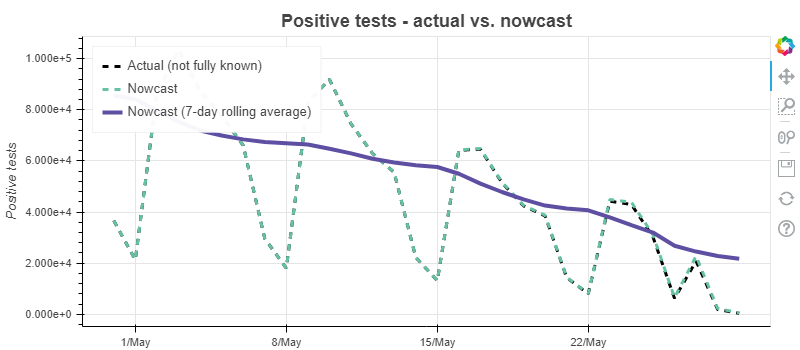 Positive tests - actual vs. nowcast
Positive tests
1.000e+5
8.000e+4
6.000e+4
4.000e+4
2.000e+4
0.000e+0
Actual (not fully known)
Nowcast
Nowcast (7-day rolling average)
1/May
8/May
15/May
22/May